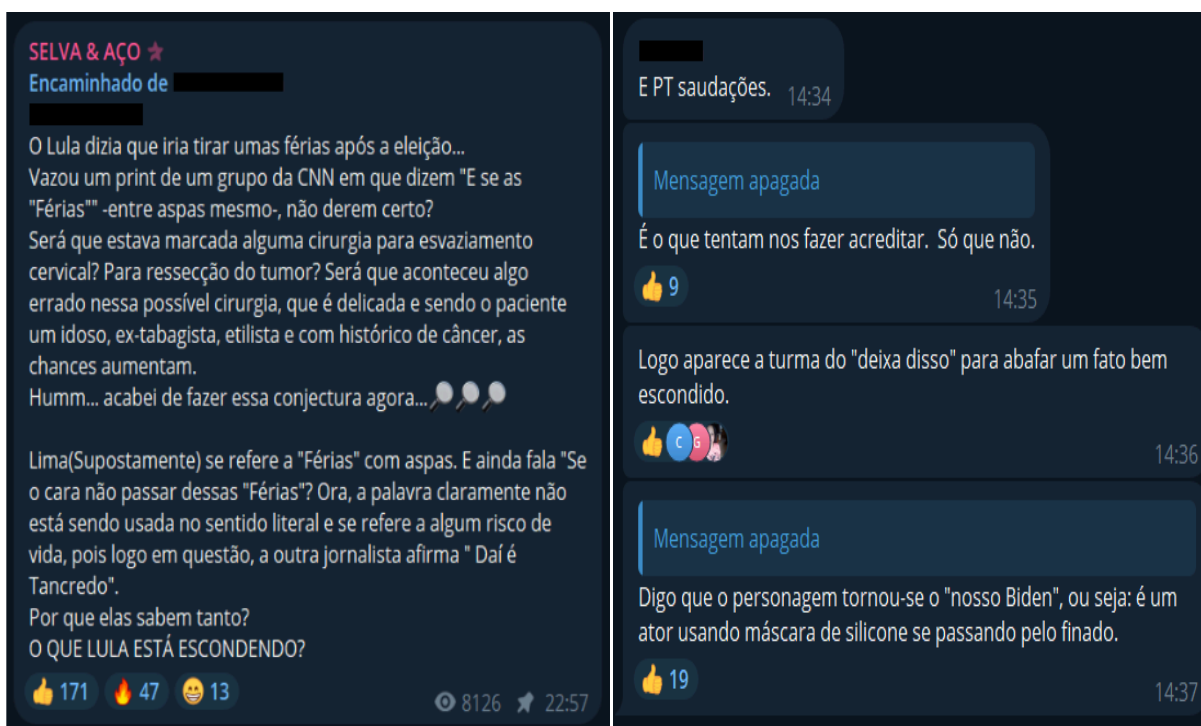 SELVA & AÇO
Encaminhado de
O Lula dizia que iria tirar umas férias após a eleição...
Vazou um print de um grupo da CNN em que dizem "E se as
"Férias"" -entre aspas mesmo-, não derem certo?
Será que estava marcada alguma cirurgia para esvaziamento
cervical? Para ressecção do tumor? Será que aconteceu algo
errado nessa possível cirurgia, que é delicada e sendo o paciente
um idoso, ex-tabagista, etilista e com histórico de câncer, as
chances aumentam.
Humm... acabei de fazer essa conjectura agora...🔎🔎🔎
Lima(Supostamente) se refere a "Férias" com aspas. E ainda fala "Se
o cara não passar dessas "Férias"? Ora, a palavra claramente não
está sendo usada no sentido literal e se refere a algum risco de
vida, pois logo em questão, a outra jornalista afirma " Daí é
Tancredo".
Por que elas sabem tanto?
O QUE LULA ESTÁ ESCONDENDO?
👍 171 🔥 47 😁 13 8126 22:57
E PT saudações. 14:34
Mensagem apagada
É o que tentam nos fazer acreditar. Só que não.
👍 9 14:35
Logo aparece a turma do "deixa disso" para abafar um fato bem
escondido.
👍 C G 14:36
Mensagem apagada
Digo que o personagem tornou-se o "nosso Biden", ou seja: é um
ator usando máscara de silicone se passando pelo finado.
👍 19 14:37